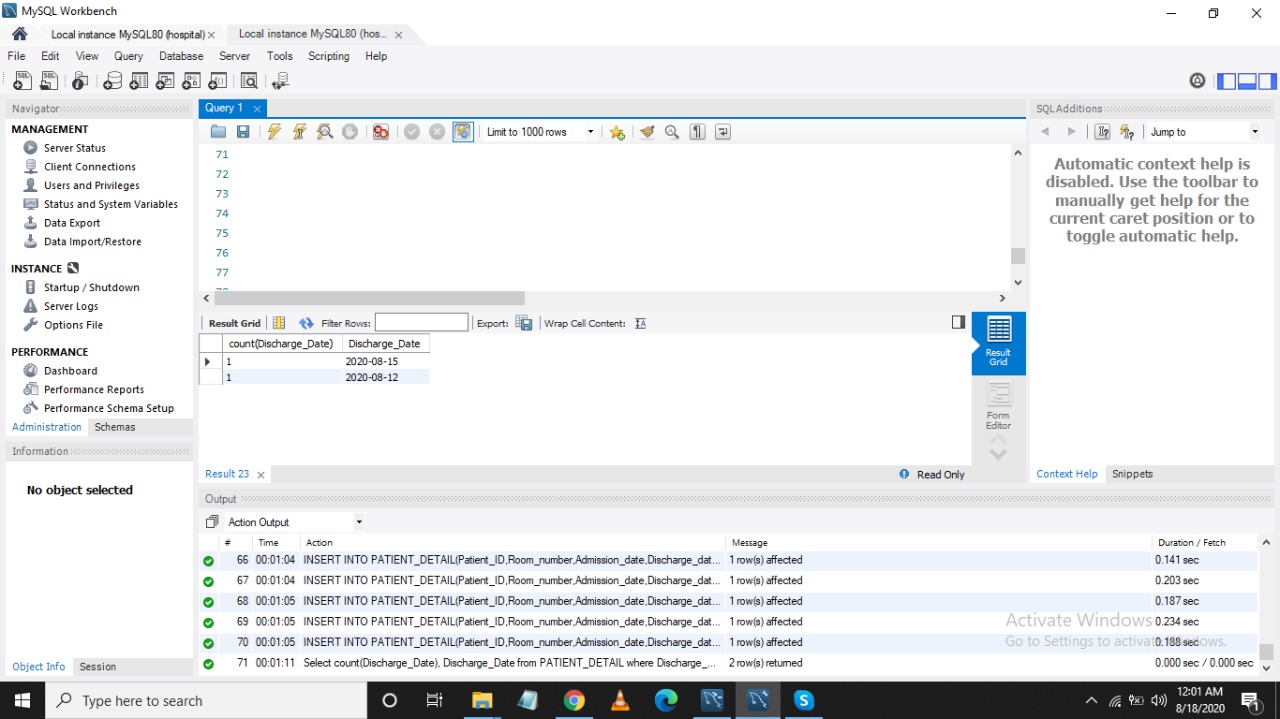 MySQL Workbench
Local instance MySQL80 (hospital) Local instance MySQL80 (hos...
File Edit View Query Database Server Tools Scripting Help
Navigator Query 1 SQLAdditions
MANAGEMENT
Server Status
Client Connections
Users and Privileges
Status and System Variables
Data Export
Data Import/Restore
INSTANCE
Startup / Shutdown
Server Logs
Options File
PERFORMANCE
Dashboard
Performance Reports
Performance Schema Setup
Administration Schemas
Information
No object selected
Object Info Session
Limit to 1000 rows
71
72
73
74
75
76
77
Result Grid Filter Rows: Export: Wrap Cell Content:
count(Discharge_Date) Discharge_Date
1 2020-08-15
1 2020-08-12
Result Grid
Form Editor
Result 23 Read Only
Jump to
Automatic context help is
disabled. Use the toolbar to
manually get help for the
current caret position or to
toggle automatic help.
Context Help Snippets
Output
Action Output
# Time Action Message Duration / Fetch
66 00:01:04 INSERT INTO PATIENT_DETAIL(Patient_ID,Room_number,Admission_date,Discharge_dat... 1 row(s) affected 0.141 sec
67 00:01:04 INSERT INTO PATIENT_DETAIL(Patient_ID,Room_number,Admission_date,Discharge_dat... 1 row(s) affected 0.203 sec
68 00:01:05 INSERT INTO PATIENT_DETAIL(Patient_ID,Room_number,Admission_date,Discharge_dat... 1 row(s) affected 0.187 sec
69 00:01:05 INSERT INTO PATIENT_DETAIL(Patient_ID,Room_number,Admission_date,Discharge_dat... 1 row(s) affected 0.234 sec
70 00:01:05 INSERT INTO PATIENT_DETAIL(Patient_ID,Room_number,Admission_date,Discharge_dat... 1 row(s) affected 0.188 sec
71 00:01:11 Select count(Discharge_Date), Discharge_Date from PATIENT_DETAIL where Discharge_... 2 row(s) returned 0.000 sec / 0.000 sec
Activate Windows
Go to Settings to activate Windows.
Type here to search
12:01 AM
8/18/2020
1